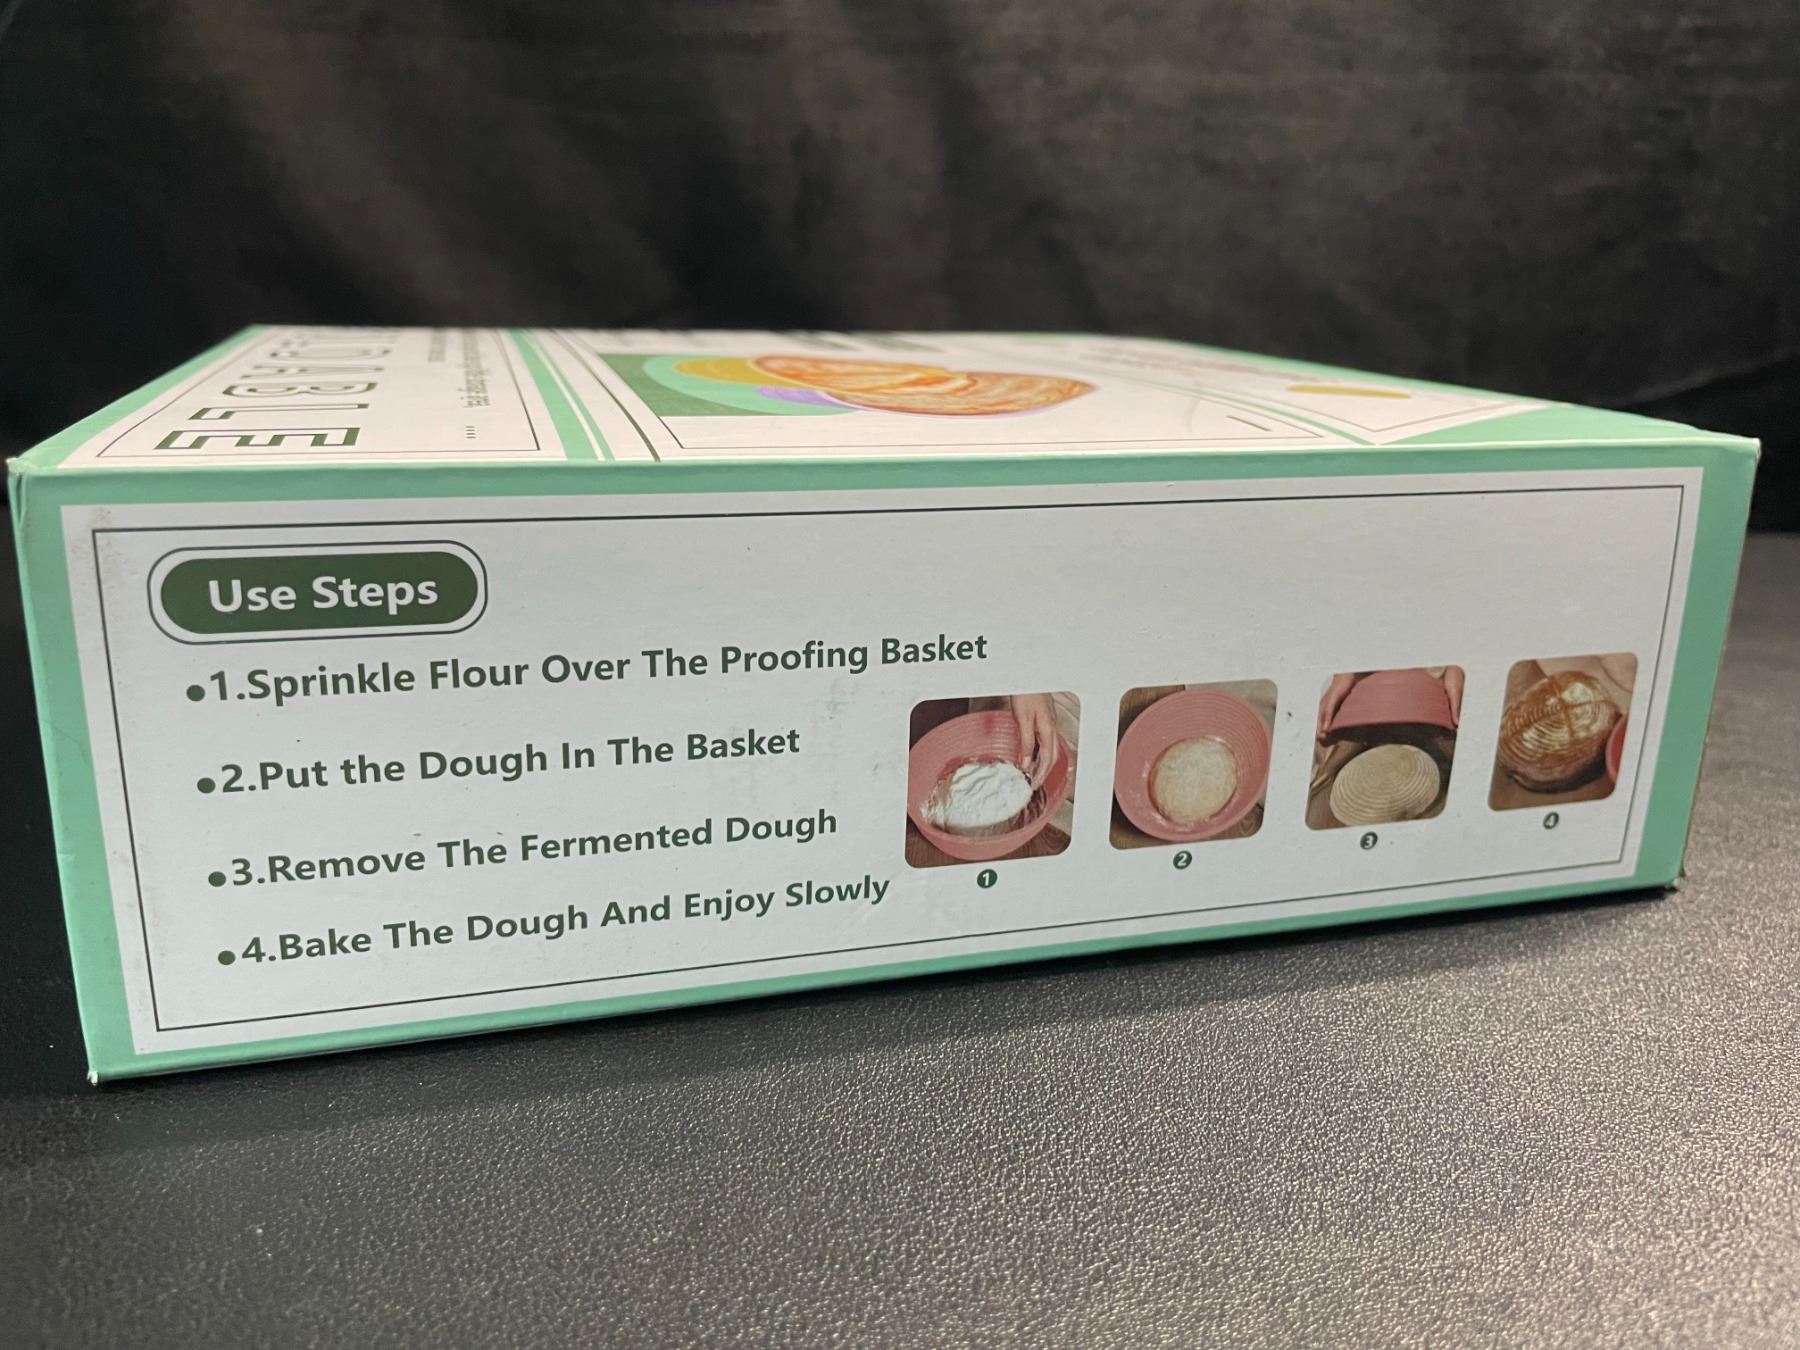 Use Steps
●1.Sprinkle Flour Over The Proofing Basket
●2.Put the Dough In The Basket
●3.Remove The Fermented Dough
●4.Bake The Dough And Enjoy Slowly
1
2
3
4